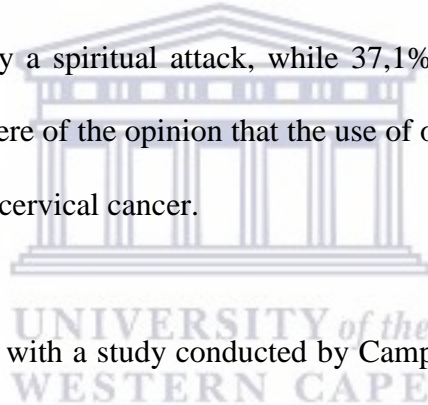 y a spiritual attack, while 37,1%
ere of the opinion that the use of o
cervical cancer.
UNIVERSITY of the
with a study conducted by Camp
WESTERN CAPE